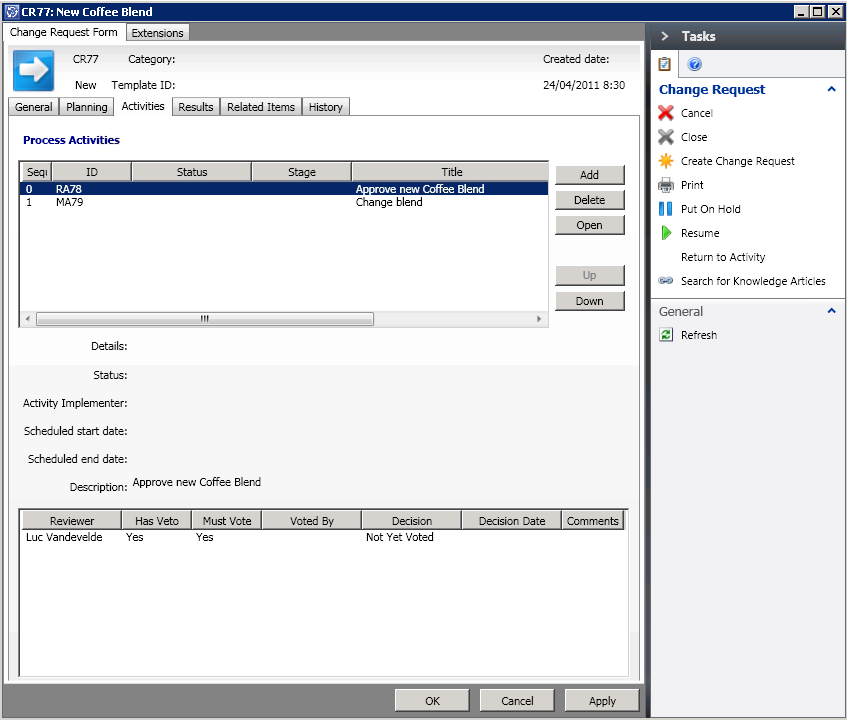 CR77: New Coffee Blend
Change Request Form Extensions
CR77 Category: Created date:
New Template ID: 24/04/2011 8:30
General Planning Activities Results Related Items History
Process Activities
Sequ ID Status Stage Title
0 RA78 Approve new Coffee Blend
1 MA79 Change blend
Add
Delete
Open
Up
Down
Details:
Status:
Activity Implementer:
Scheduled start date:
Scheduled end date:
Description: Approve new Coffee Blend
Reviewer Has Veto Must Vote Voted By Decision Decision Date Comments
Luc Vandevelde Yes Yes Not Yet Voted
OK Cancel Apply
Tasks
Change Request
Cancel
Close
Create Change Request
Print
Put On Hold
Resume
Return to Activity
Search for Knowledge Articles
General
Refresh